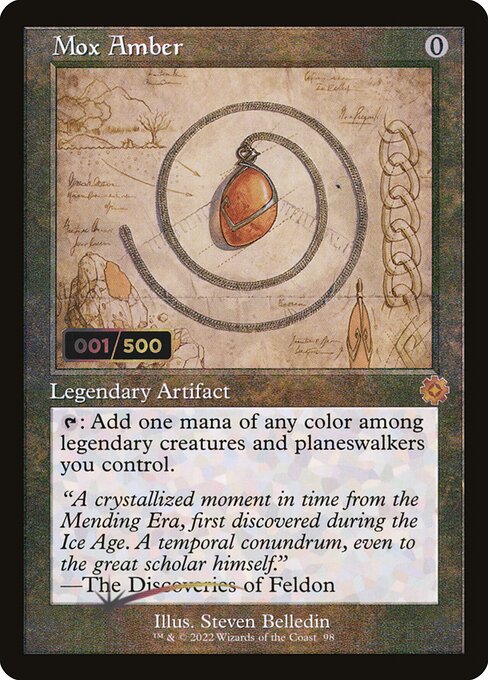 Mox Amber 0
001/500
Legendary Artifact
: Add one mana of any color among
legendary creatures and planeswalkers
you control.
“A crystallized moment in time from the
Mending Era, first discovered during the
Ice Age. A temporal conundrum, even to
the great scholar himself.”
—The Discoveries of Feldon
Illus. Steven Belledin
™ & © 2022 Wizards of the Coast 98